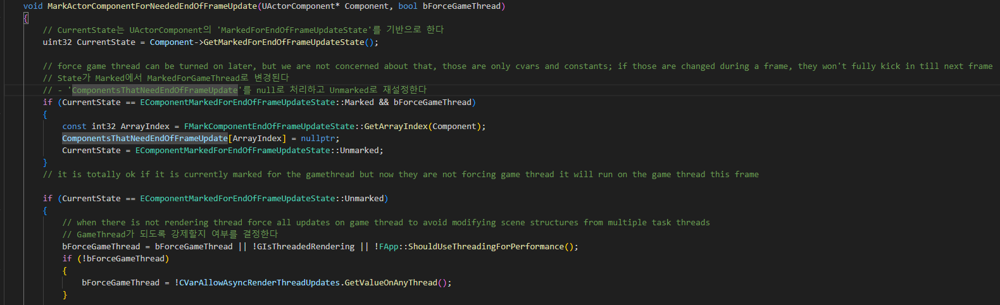 void MarkActorComponentForNeededEndOfFrameUpdate(UActorComponent* Component, bool bForceGameThread)
{
// CurrentState는 UActorComponent의 'MarkedForEndOfFrameUpdateState'를 기반으로 한다
uint32 CurrentState = Component->GetMarkedForEndOfFrameUpdateState();
// force game thread can be turned on later, but we are not concerned about that, those are only cvars and constants; if those are changed during a frame, they won't fully kick in till next frame
// State가 Marked에서 MarkedForGameThread로 변경된다
// - 'ComponentsThatNeedEndOfFrameUpdate'를 null로 처리하고 Unmarked로 재설정한다
if (CurrentState == EComponentMarkedForEndOfFrameUpdateState::Marked && bForceGameThread)
{
const int32 ArrayIndex = FMarkComponentEndOfFrameUpdateState::GetArrayIndex(Component);
ComponentsThatNeedEndOfFrameUpdate[ArrayIndex] = nullptr;
CurrentState = EComponentMarkedForEndOfFrameUpdateState::Unmarked;
}
// it is totally ok if it is currently marked for the gamethread but now they are not forcing game thread it will run on the game thread this frame
if (CurrentState == EComponentMarkedForEndOfFrameUpdateState::Unmarked)
{
// when there is not rendering thread force all updates on game thread to avoid modifying scene structures from multiple task threads
// GameThread가 되도록 강제할지 여부를 결정한다
bForceGameThread = bForceGameThread || !GIsThreadedRendering || !FApp::ShouldUseThreadingForPerformance();
if (!bForceGameThread)
{
bForceGameThread = !CVarAllowAsyncRenderThreadUpdates.GetValueOnAnyThread();
}